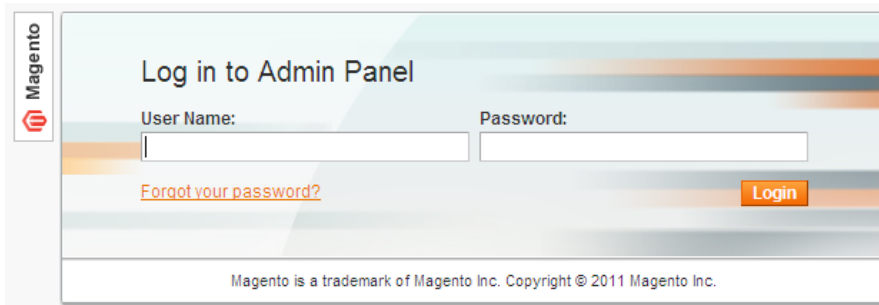 Magento
Log in to Admin Panel
User Name:
Password:
Forgot your password?
Login
Magento is a trademark of Magento Inc. Copyright © 2011 Magento Inc.